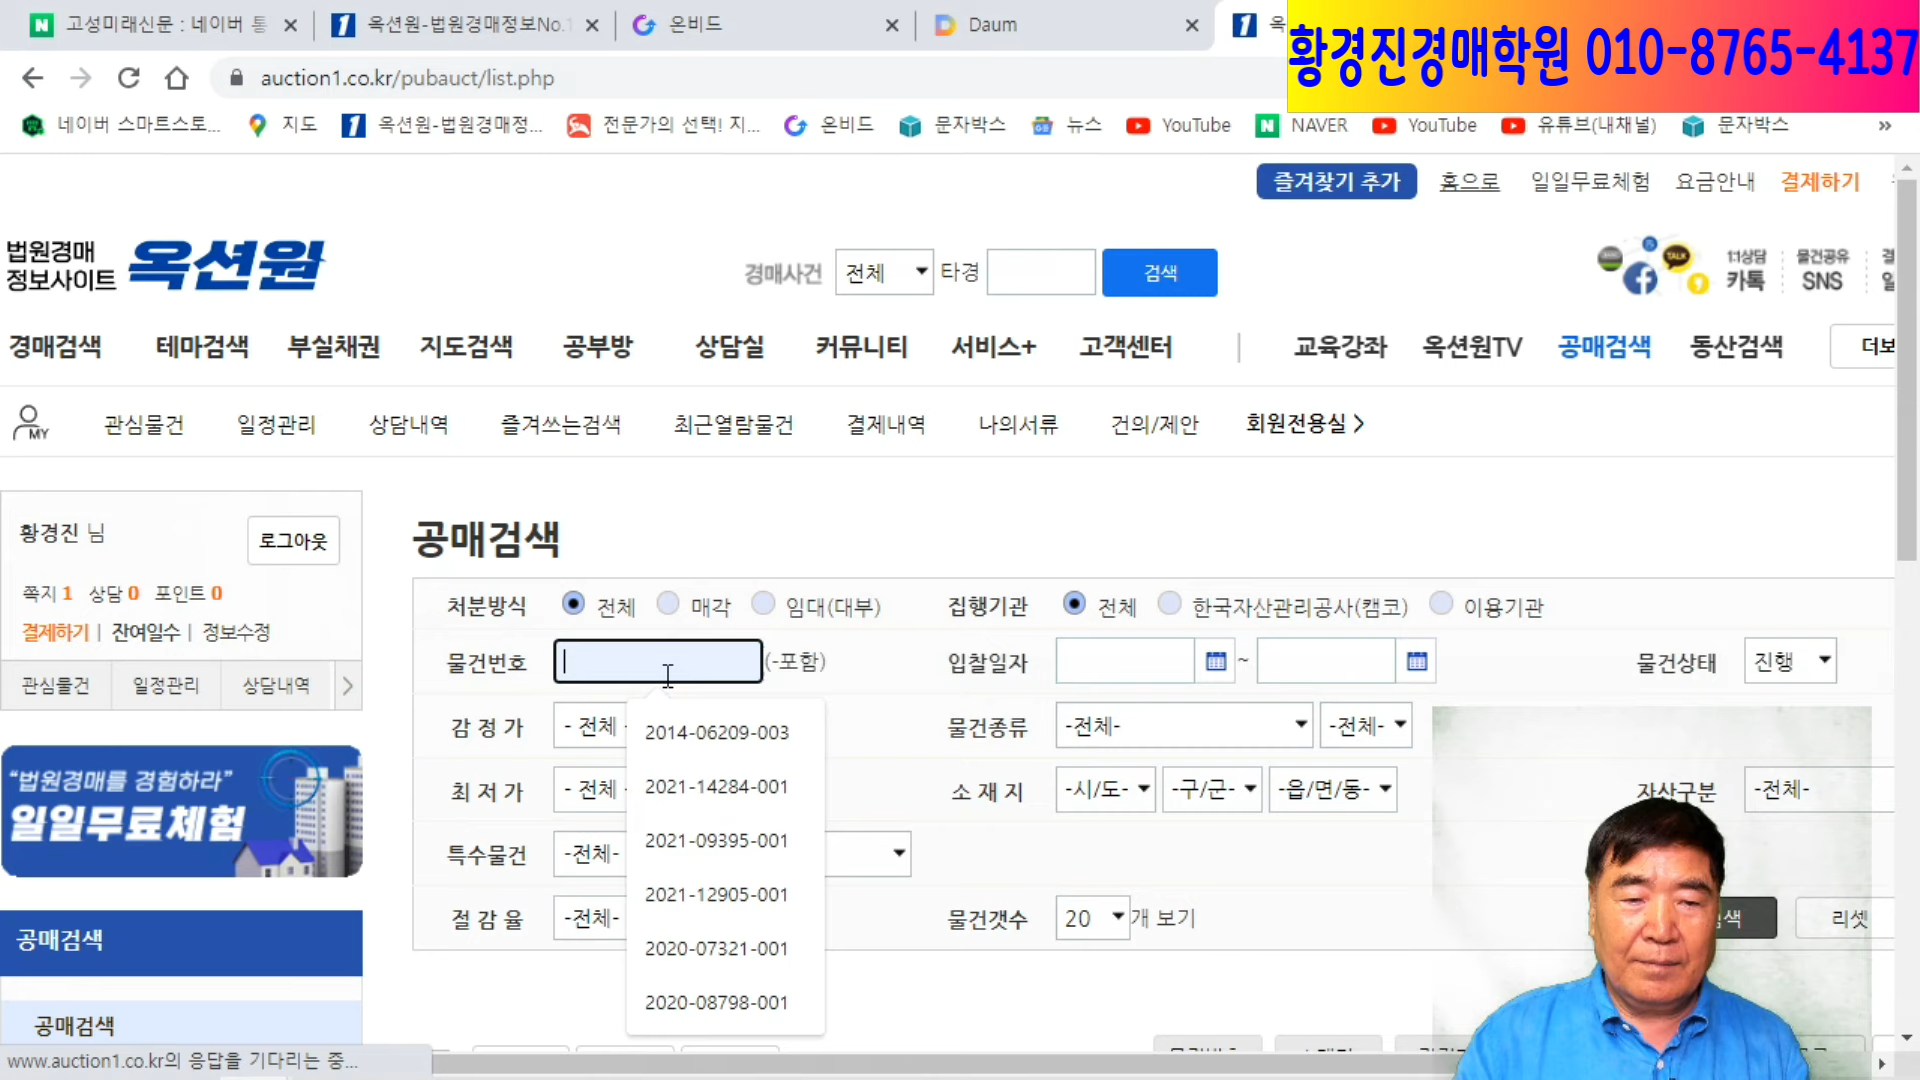 고성미래신문 : 네이버 통
옥션원-법원경매정보No.1
온비드
Daum
옥
황경진경매학원 010-8765-4137
auction1.co.kr/pubauct/list.php
네이버 스마트스토...
지도
옥션원-법원경매정...
전문가의 선택! 지...
온비드
문자박스
뉴스
YouTube
NAVER
YouTube
유튜브(내채널)
문자박스
즐겨찾기 추가
홈으로
일일무료체험
요금안내
결제하기
법원경매
정보사이트
옥션원
경매사건
전체
타경
검색
TALK
1:1상담
카톡
물건공유
SNS
경매검색
테마검색
부실채권
지도검색
공부방
상담실
커뮤니티
서비스+
고객센터
교육강좌
옥션원TV
공매검색
동산검색
더보
MY
관심물건
일정관리
상담내역
즐겨쓰는검색
최근열람물건
결제내역
나의서류
건의/제안
회원전용실 >
황경진 님
로그아웃
쪽지 1 상담 0 포인트 0
결제하기 | 잔여일수 | 정보수정
관심물건
일정관리
상담내역
“법원경매를 경험하라”
일일무료체험
공매검색
공매검색
공매검색
처분방식
전체
매각
임대(대부)
집행기관
전체
한국자산관리공사(캠코)
이용기관
물건번호
(-포함)
입찰일자
~
물건상태
진행
감 정 가
- 전체 -
물건종류
-전체-
-전체-
최 저 가
- 전체 -
소 재 지
-시/도-
-구/군-
-읍/면/동-
자산구분
-전체-
특수물건
-전체-
절 감 율
-전체-
물건갯수
20
개 보기
리셋
2014-06209-003
2021-14284-001
2021-09395-001
2021-12905-001
2020-07321-001
2020-08798-001
www.auction1.co.kr의 응답을 기다리는 중...